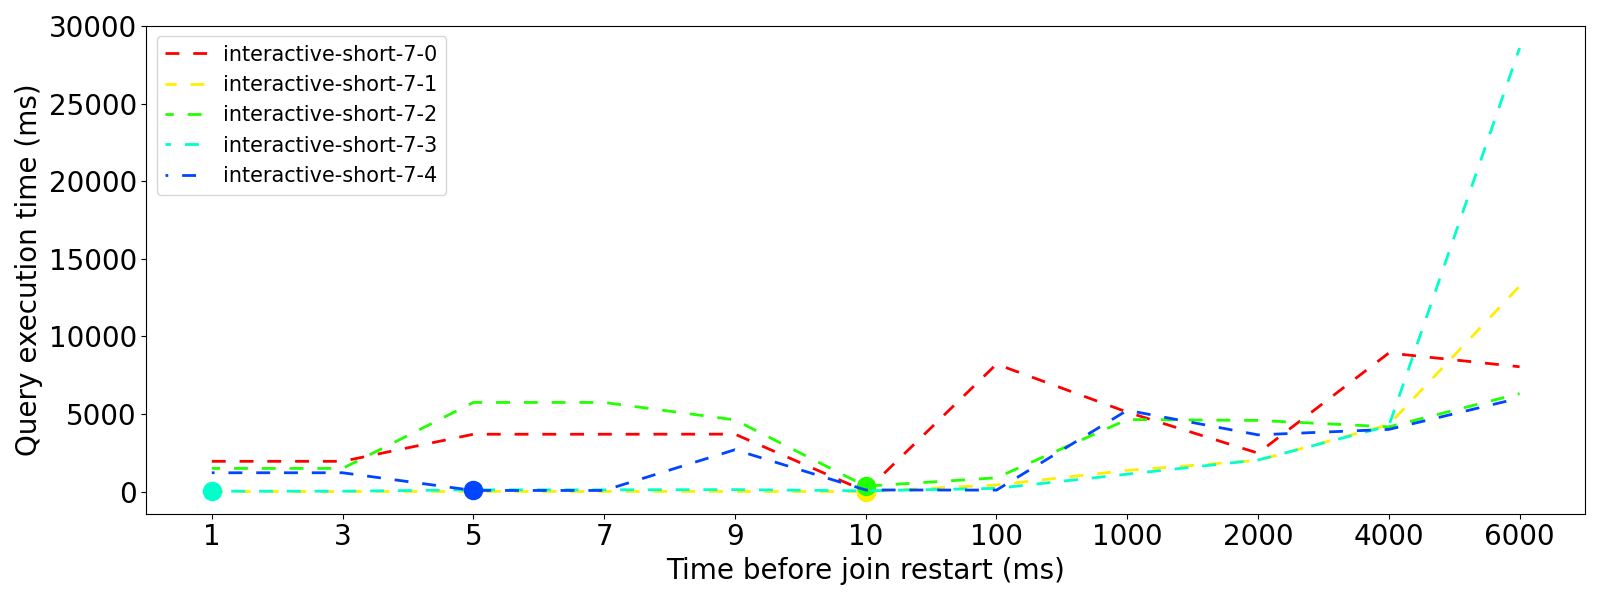 30000
25000
20000
15000
10000
5000
0
Query execution time (ms)
interactive-short-7-0
interactive-short-7-1
interactive-short-7-2
interactive-short-7-3
interactive-short-7-4
1 3 5 7 9 10 100 1000 2000 4000 6000
Time before join restart (ms)